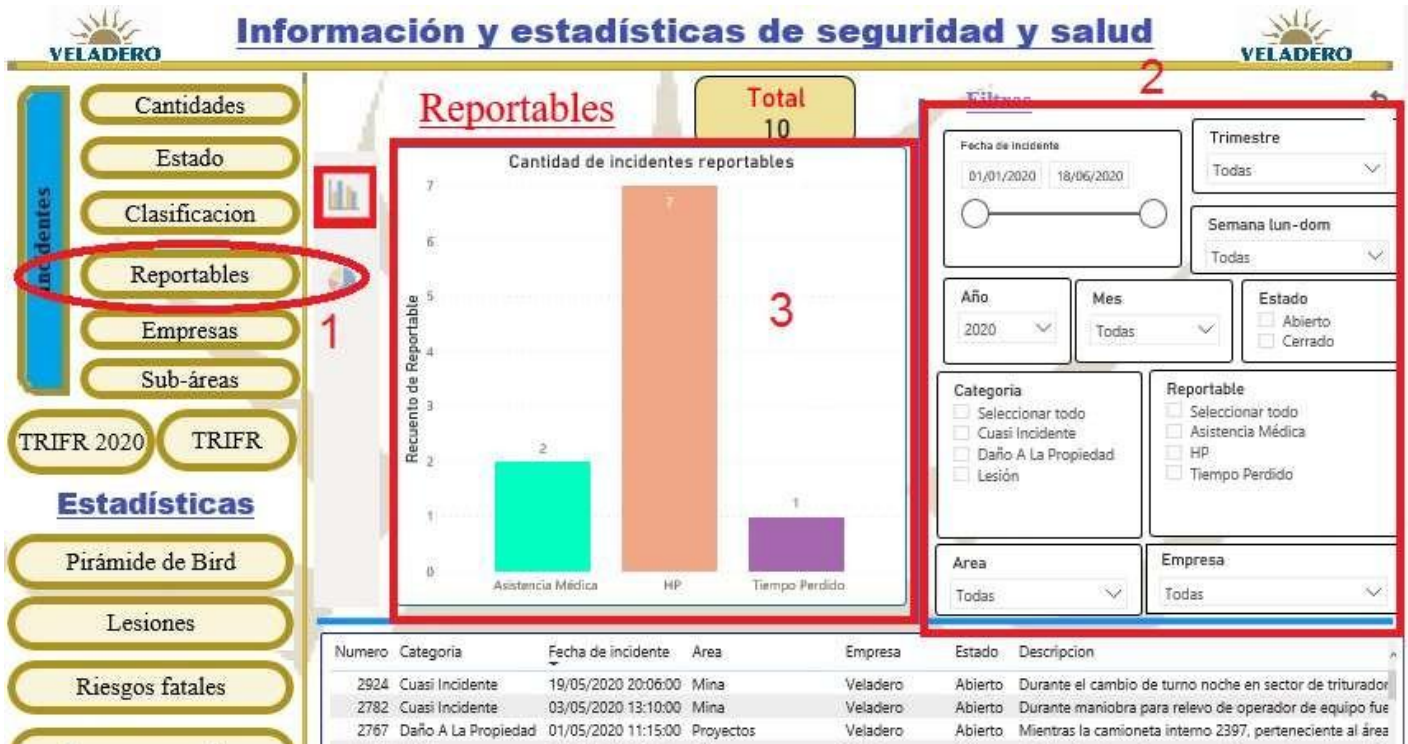 Información y estadísticas de seguridad y salud
VELADERO
VELADERO
Incidentes
Cantidades
Estado
Clasificacion
Reportables
Empresas
Sub-áreas
TRIFR 2020
TRIFR
Estadísticas
Pirámide de Bird
Lesiones
Riesgos fatales
1
Reportables
Total
10
Cantidad de incidentes reportables
Recuento de Reportable
7
6
5
4
3
2
1
0
2
7
1
Asistencia Médica
HP
Tiempo Perdido
3
2
Filtros
Fecha de incidente
01/01/2020 18/06/2020
Trimestre
Todas
Semana lun-dom
Todas
Año
2020
Mes
Todas
Estado
Abierto
Cerrado
Categoria
Seleccionar todo
Cuasi Incidente
Daño A La Propiedad
Lesión
Reportable
Seleccionar todo
Asistencia Médica
HP
Tiempo Perdido
Area
Todas
Empresa
Todas
Numero Categoria Fecha de incidente Area Empresa Estado Descripcion
2924 Cuasi Incidente 19/05/2020 20:06:00 Mina Veladero Abierto Durante el cambio de turno noche en sector de triturador
2782 Cuasi Incidente 03/05/2020 13:10:00 Mina Veladero Abierto Durante maniobra para relevo de operador de equipo fue
2767 Daño A La Propiedad 01/05/2020 11:15:00 Proyectos Veladero Abierto Mientras la camioneta interno 2397, perteneciente al área